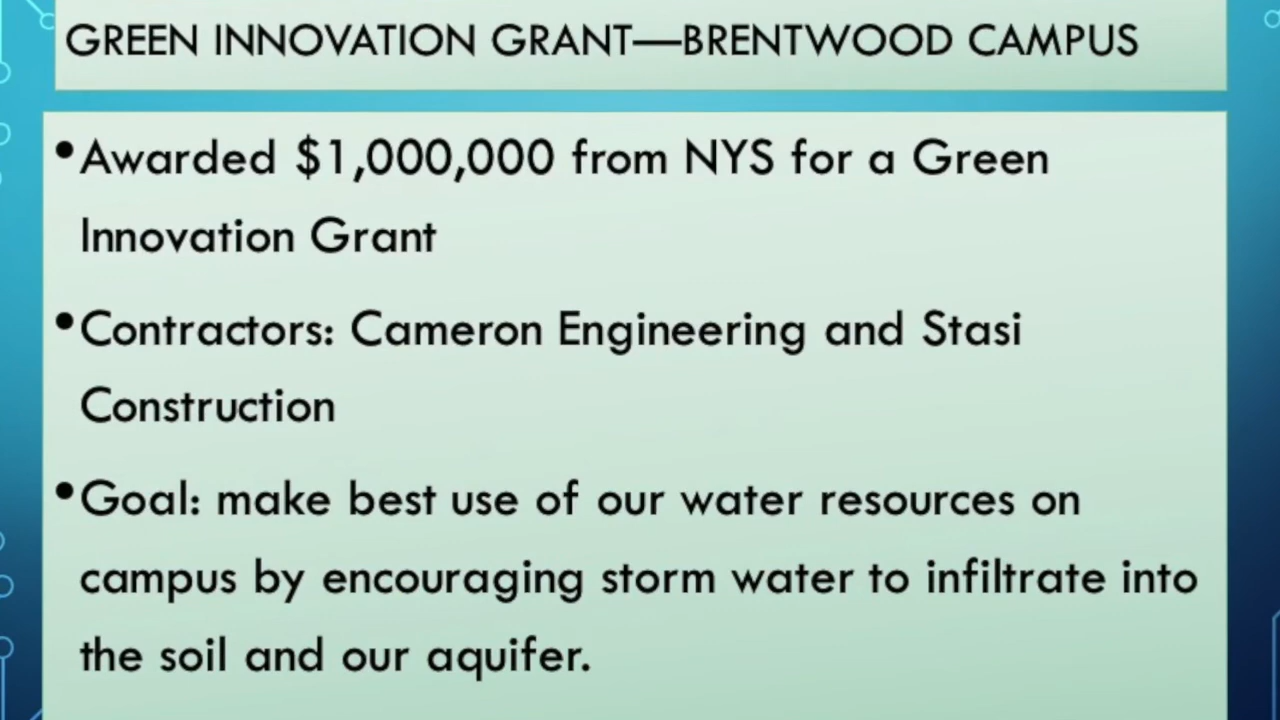 GREEN INNOVATION GRANT—BRENTWOOD CAMPUS
•Awarded $1,000,000 from NYS for a Green
Innovation Grant
•Contractors: Cameron Engineering and Stasi
Construction
•Goal: make best use of our water resources on
campus by encouraging storm water to infiltrate into
the soil and our aquifer.